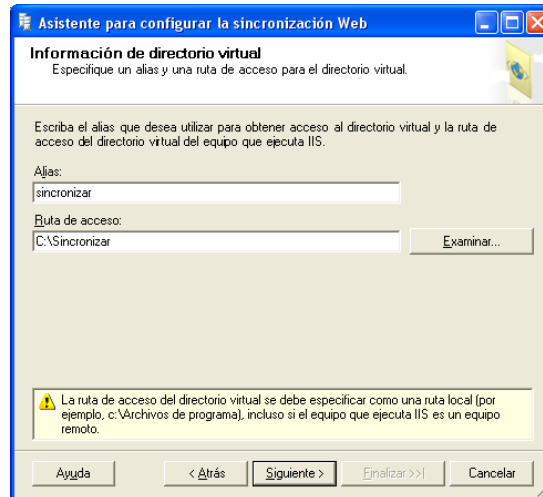 Asistente para configurar la sincronización Web
Información de directorio virtual
Especifique un alias y una ruta de acceso para el directorio virtual.
Escriba el alias que desea utilizar para obtener acceso al directorio virtual y la ruta de
acceso del directorio virtual del equipo que ejecuta IIS.
Alias:
sincronizar
Ruta de acceso:
C:\Sincronizar
Examinar...
La ruta de acceso del directorio virtual se debe especificar como una ruta local (por
ejemplo, c:\Archivos de programa), incluso si el equipo que ejecuta IIS es un equipo
remoto.
Ayuda
< Atrás
Siguiente >
Finalizar >>|
Cancelar